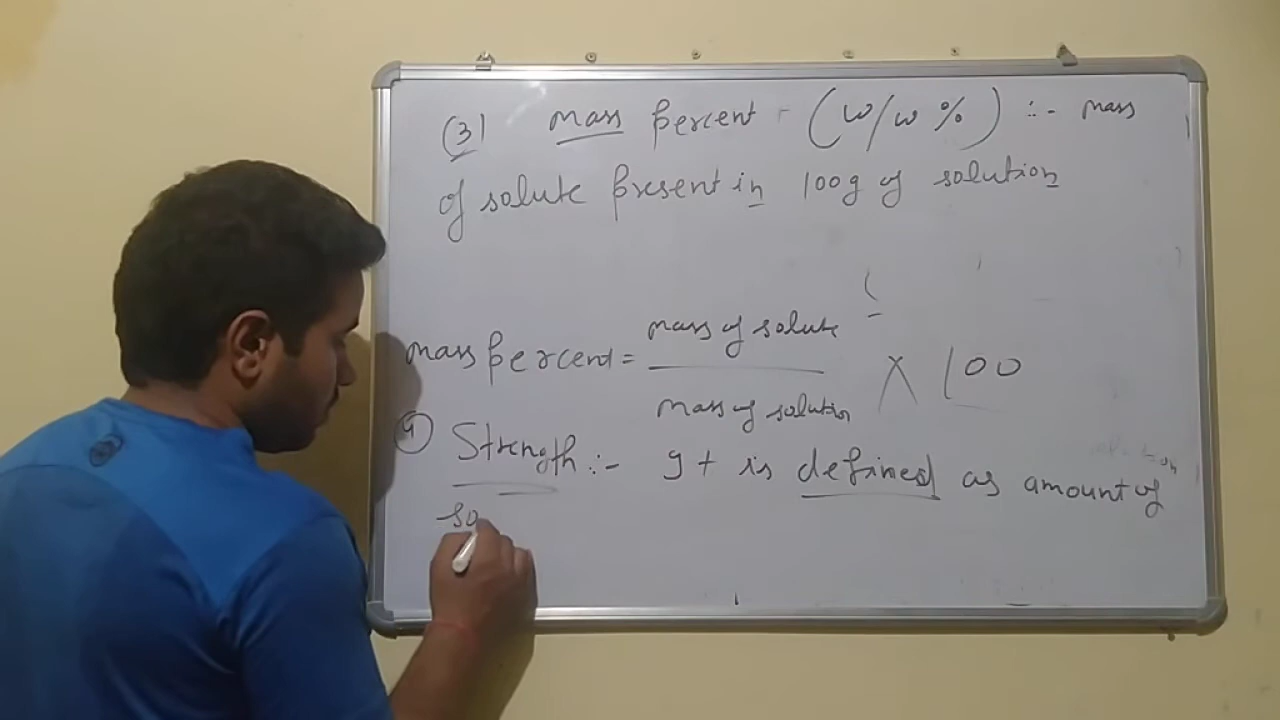 (3) mass percent - (w/w %) :- mass
of solute present in 100g of solution
mass of solute
mass percent = × 100
mass of solution
(4) Strength :- It is defined as amount of
so